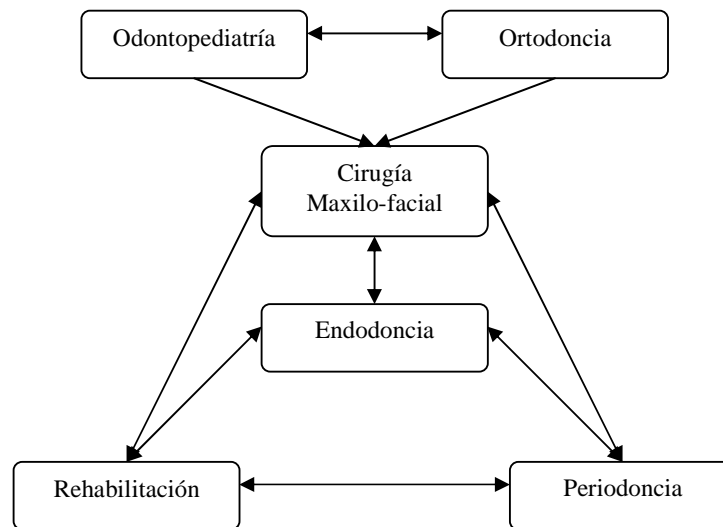 Odontopediatría
Ortodoncia
Cirugía
Maxilo-facial
Endodoncia
Rehabilitación
Periodoncia